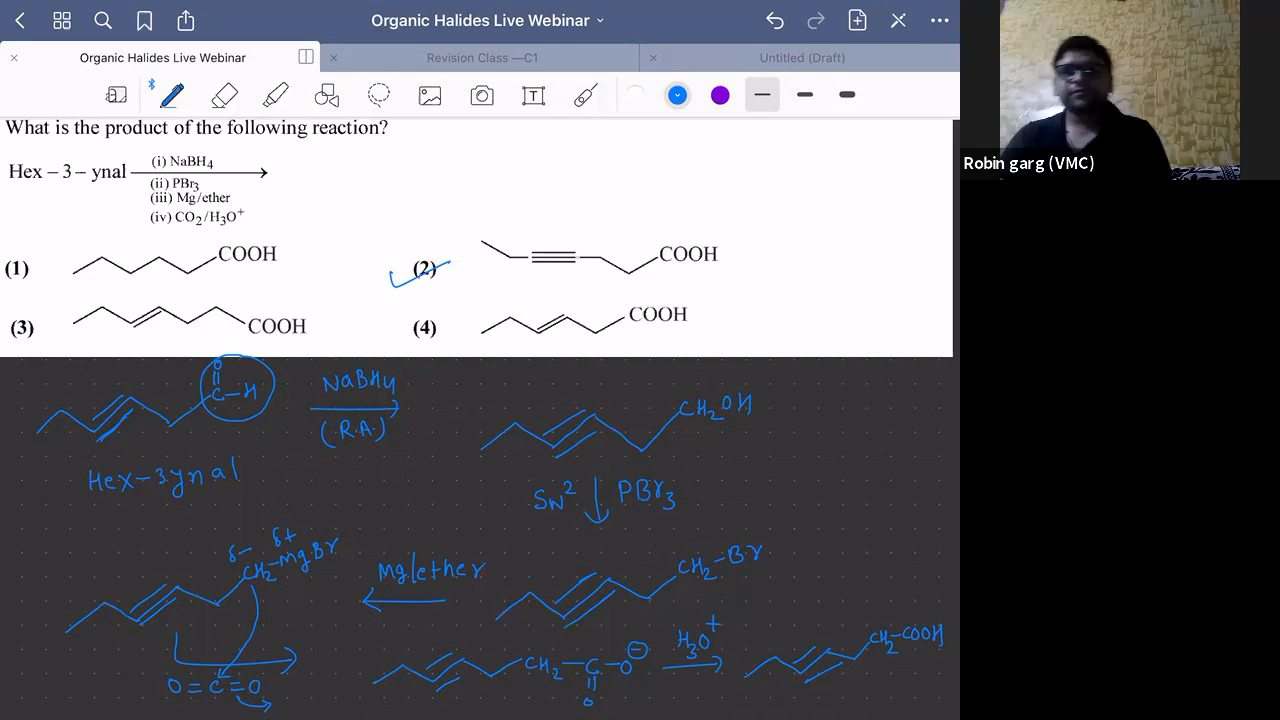 Organic Halides Live Webinar
Organic Halides Live Webinar
Revision Class —C1
Untitled (Draft)
What is the product of the following reaction?
Hex – 3 – ynal
(i) NaBH4
(ii) PBr3
(iii) Mg/ether
(iv) CO2/H3O+
(1) COOH
(2) COOH
(3) COOH
(4) COOH
Robin garg (VMC)
O
C–H
NaBH4
(R.A.)
CH2OH
Hex–3ynal
SN2 PBr3
δ– δ+
CH2–MgBr
Mg/ether
CH2–Br
O=C=O
CH2–C–O⊖
O
H3O+
CH2–COOH